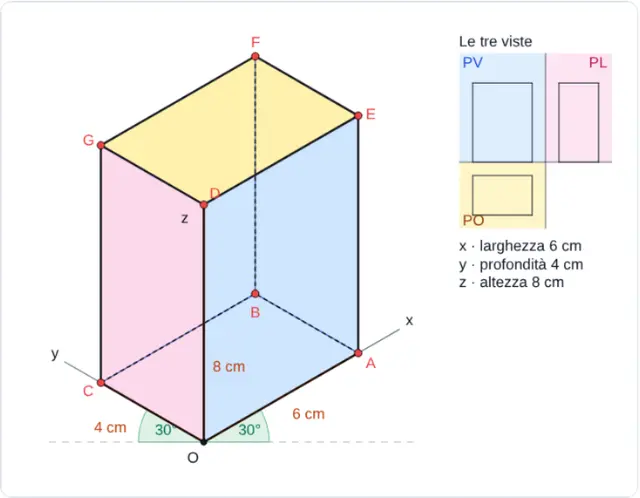 F
Le tre viste
PV
PL
E
G
D
z
PO
x · larghezza 6 cm
y · profondità 4 cm
z · altezza 8 cm
B
x
y
A
8 cm
C
6 cm
4 cm
30°
30°
O